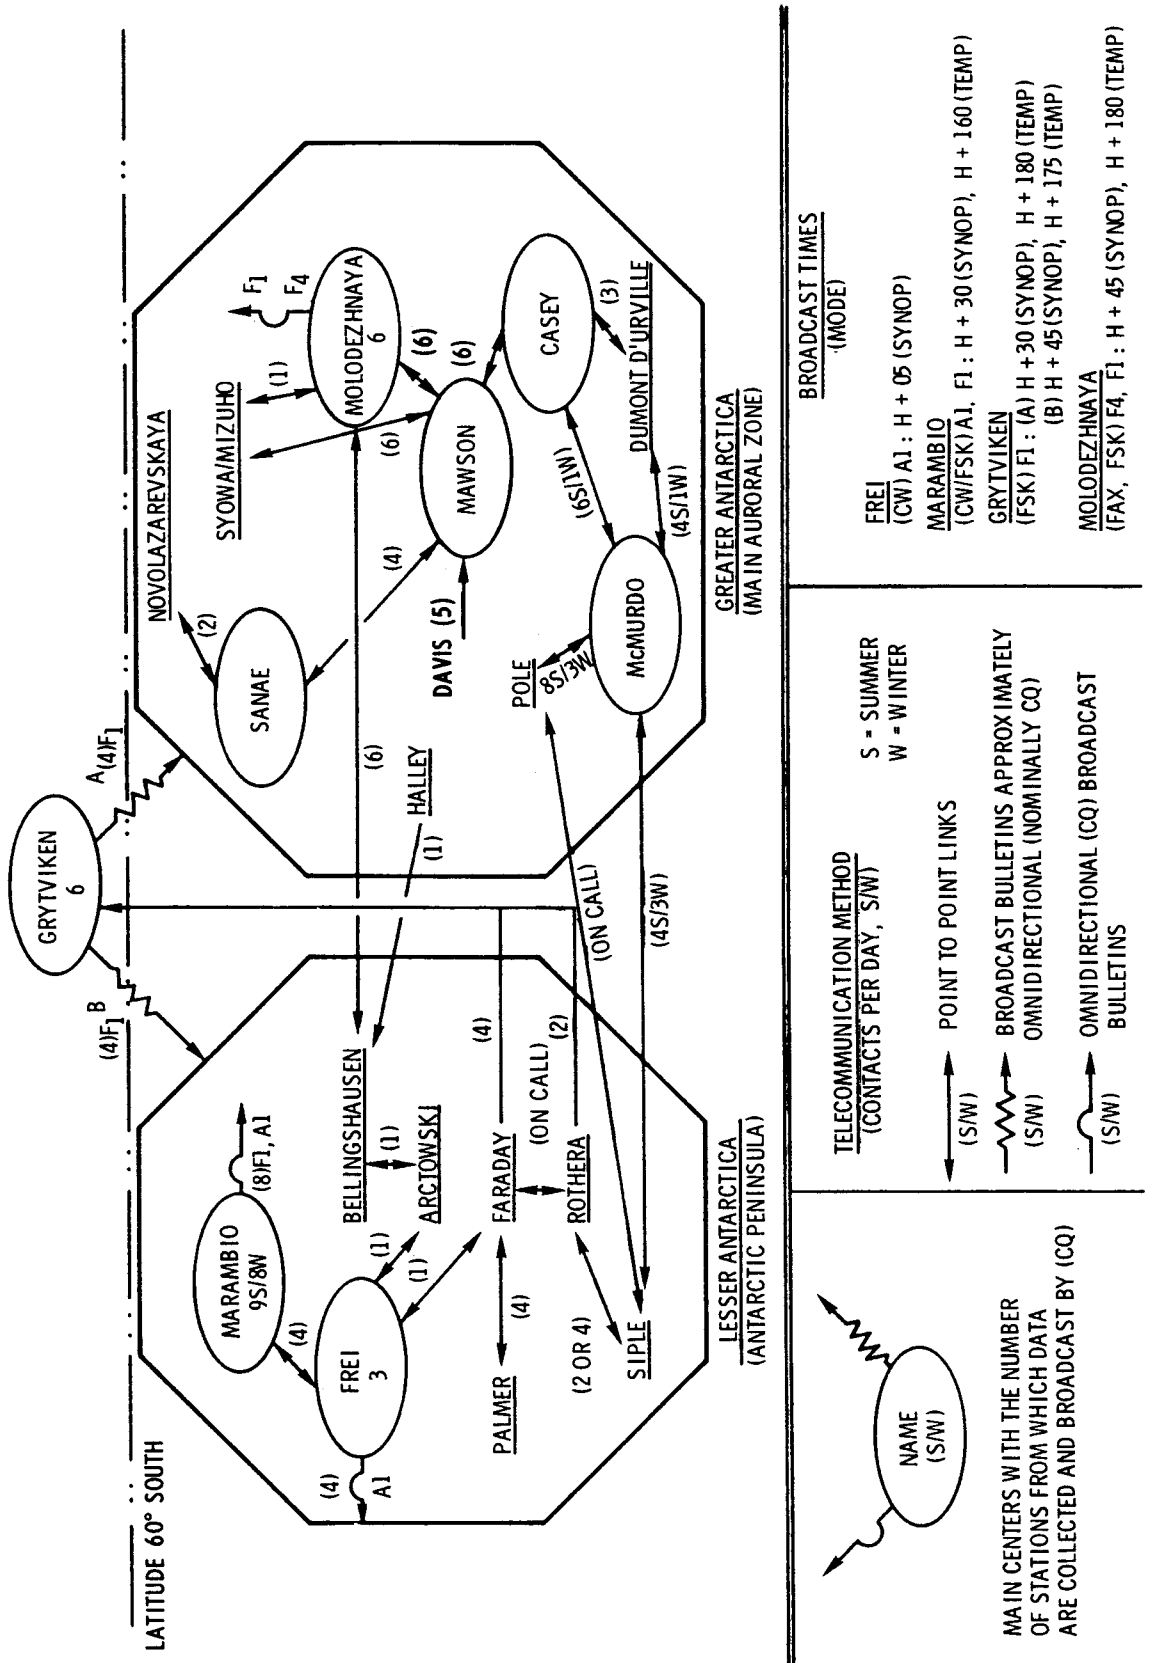 LATITUDE 60° SOUTH
GRYTVIKEN
6
(4)F1
B
A
(4)F1
MARAMBIO
9S/8W
(8)F1, A1
(4)
FREI
3
(4)
A1
(1)
(1)
BELLINGSHAUSEN
(1)
ARCTOWSKI
FARADAY
(4)
PALMER
(4)
(ON CALL)
ROTHERA
(2)
(2 OR 4)
SIPLE
LESSER ANTARCTICA
(ANTARCTIC PENINSULA)
(6)
HALLEY
(1)
(ON CALL)
(4S/3W)
NOVOLAZAREVSKAYA
(2)
SANAE
SYOWA/MIZUHO
(1)
(6)
F1
F4
MOLODEZHNAYA
6
(6)
(6)
(4)
MAWSON
DAVIS (5)
CASEY
(3)
DUMONT D'URVILLE
(6S/1W)
(4S/1W)
POLE
8S/3W
McMURDO
GREATER ANTARCTICA
(MAIN AURORAL ZONE)
NAME
(S/W)
MAIN CENTERS WITH THE NUMBER
OF STATIONS FROM WHICH DATA
ARE COLLECTED AND BROADCAST BY (CQ)
TELECOMMUNICATION METHOD
(CONTACTS PER DAY, S/W)
S = SUMMER
W = WINTER
(S/W)
POINT TO POINT LINKS
(S/W)
BROADCAST BULLETINS APPROXIMATELY
OMNIDIRECTIONAL (NOMINALLY CQ)
(S/W)
OMNIDIRECTIONAL (CQ) BROADCAST
BULLETINS
BROADCAST TIMES
(MODE)
FREI
(CW) A1 : H + 05 (SYNOP)
MARAMBIO
(CW/FSK) A1, F1 : H + 30 (SYNOP), H + 160 (TEMP)
GRYTVIKEN
(FSK) F1 : (A) H + 30 (SYNOP), H + 180 (TEMP)
(B) H + 45 (SYNOP), H + 175 (TEMP)
MOLODEZHNAYA
(FAX, FSK) F4, F1 : H + 45 (SYNOP), H + 180 (TEMP)